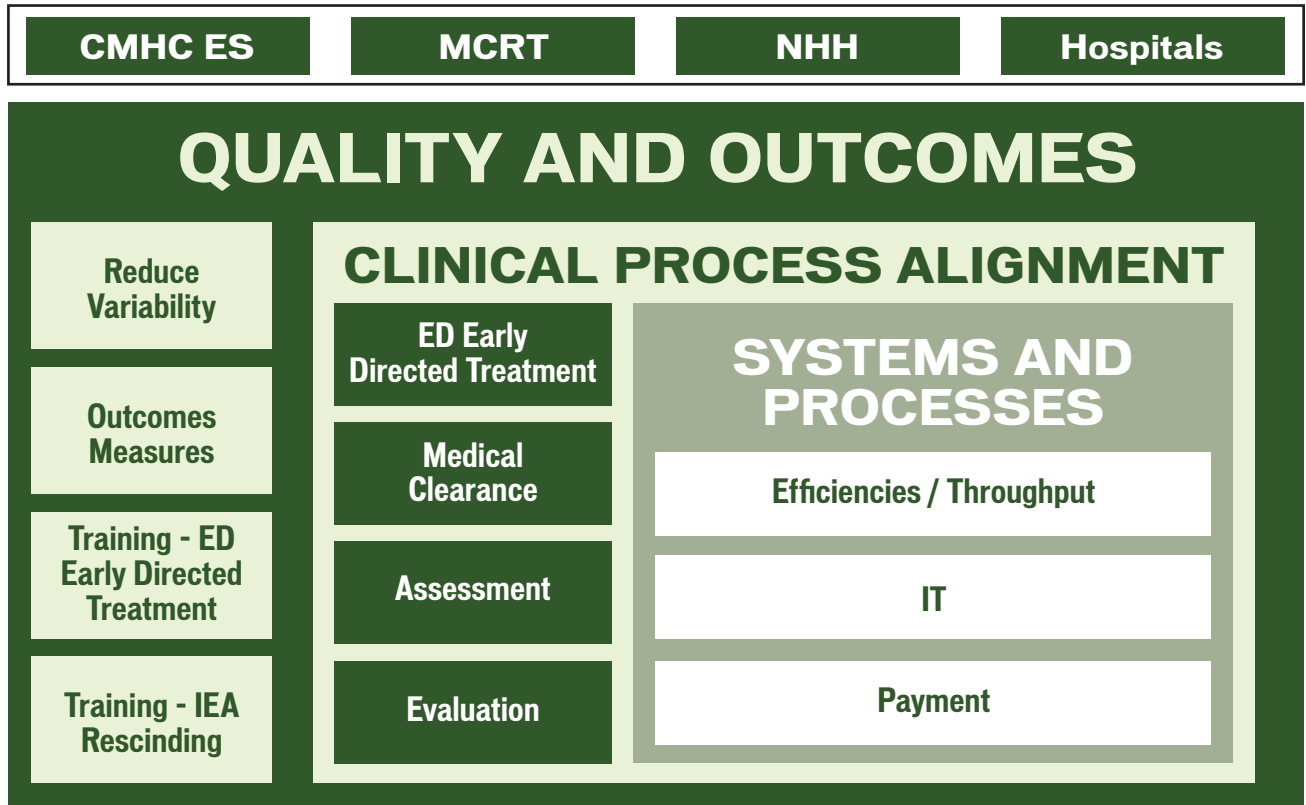 CMHC ES
MCRT
NHH
Hospitals
QUALITY AND OUTCOMES
Reduce
Variability
Outcomes
Measures
Training - ED
Early Directed
Treatment
Training - IEA
Rescinding
CLINICAL PROCESS ALIGNMENT
ED Early
Directed Treatment
Medical
Clearance
Assessment
Evaluation
SYSTEMS AND
PROCESSES
Efficiencies / Throughput
IT
Payment